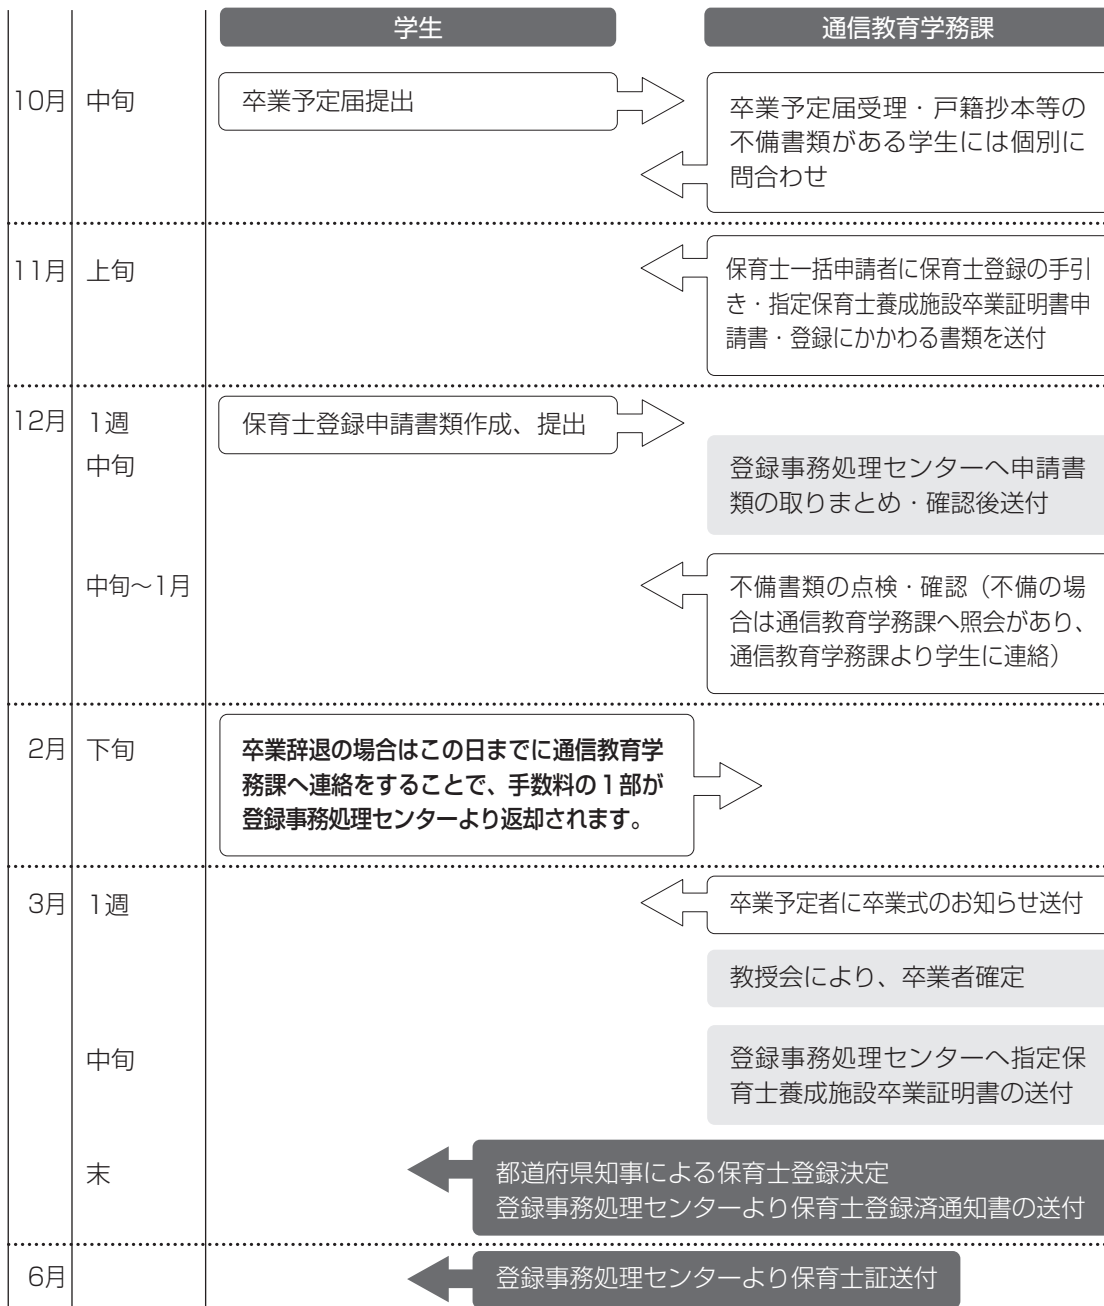 学生
通信教育学務課
10月 中旬
卒業予定届提出
卒業予定届受理・戸籍抄本等の
不備書類がある学生には個別に
問合わせ
11月 上旬
保育士一括申請者に保育士登録の手引
き・指定保育士養成施設卒業証明書申
請書・登録にかかわる書類を送付
12月 1週
保育士登録申請書類作成、提出
中旬
登録事務処理センターへ申請書
類の取りまとめ・確認後送付
中旬～1月
不備書類の点検・確認（不備の場
合は通信教育学務課へ照会があり、
通信教育学務課より学生に連絡）
2月 下旬
卒業辞退の場合はこの日までに通信教育学
務課へ連絡をすることで、手数料の１部が
登録事務処理センターより返却されます。
3月 1週
卒業予定者に卒業式のお知らせ送付
教授会により、卒業者確定
中旬
登録事務処理センターへ指定保
育士養成施設卒業証明書の送付
末
都道府県知事による保育士登録決定
登録事務処理センターより保育士登録済通知書の送付
6月
登録事務処理センターより保育士証送付